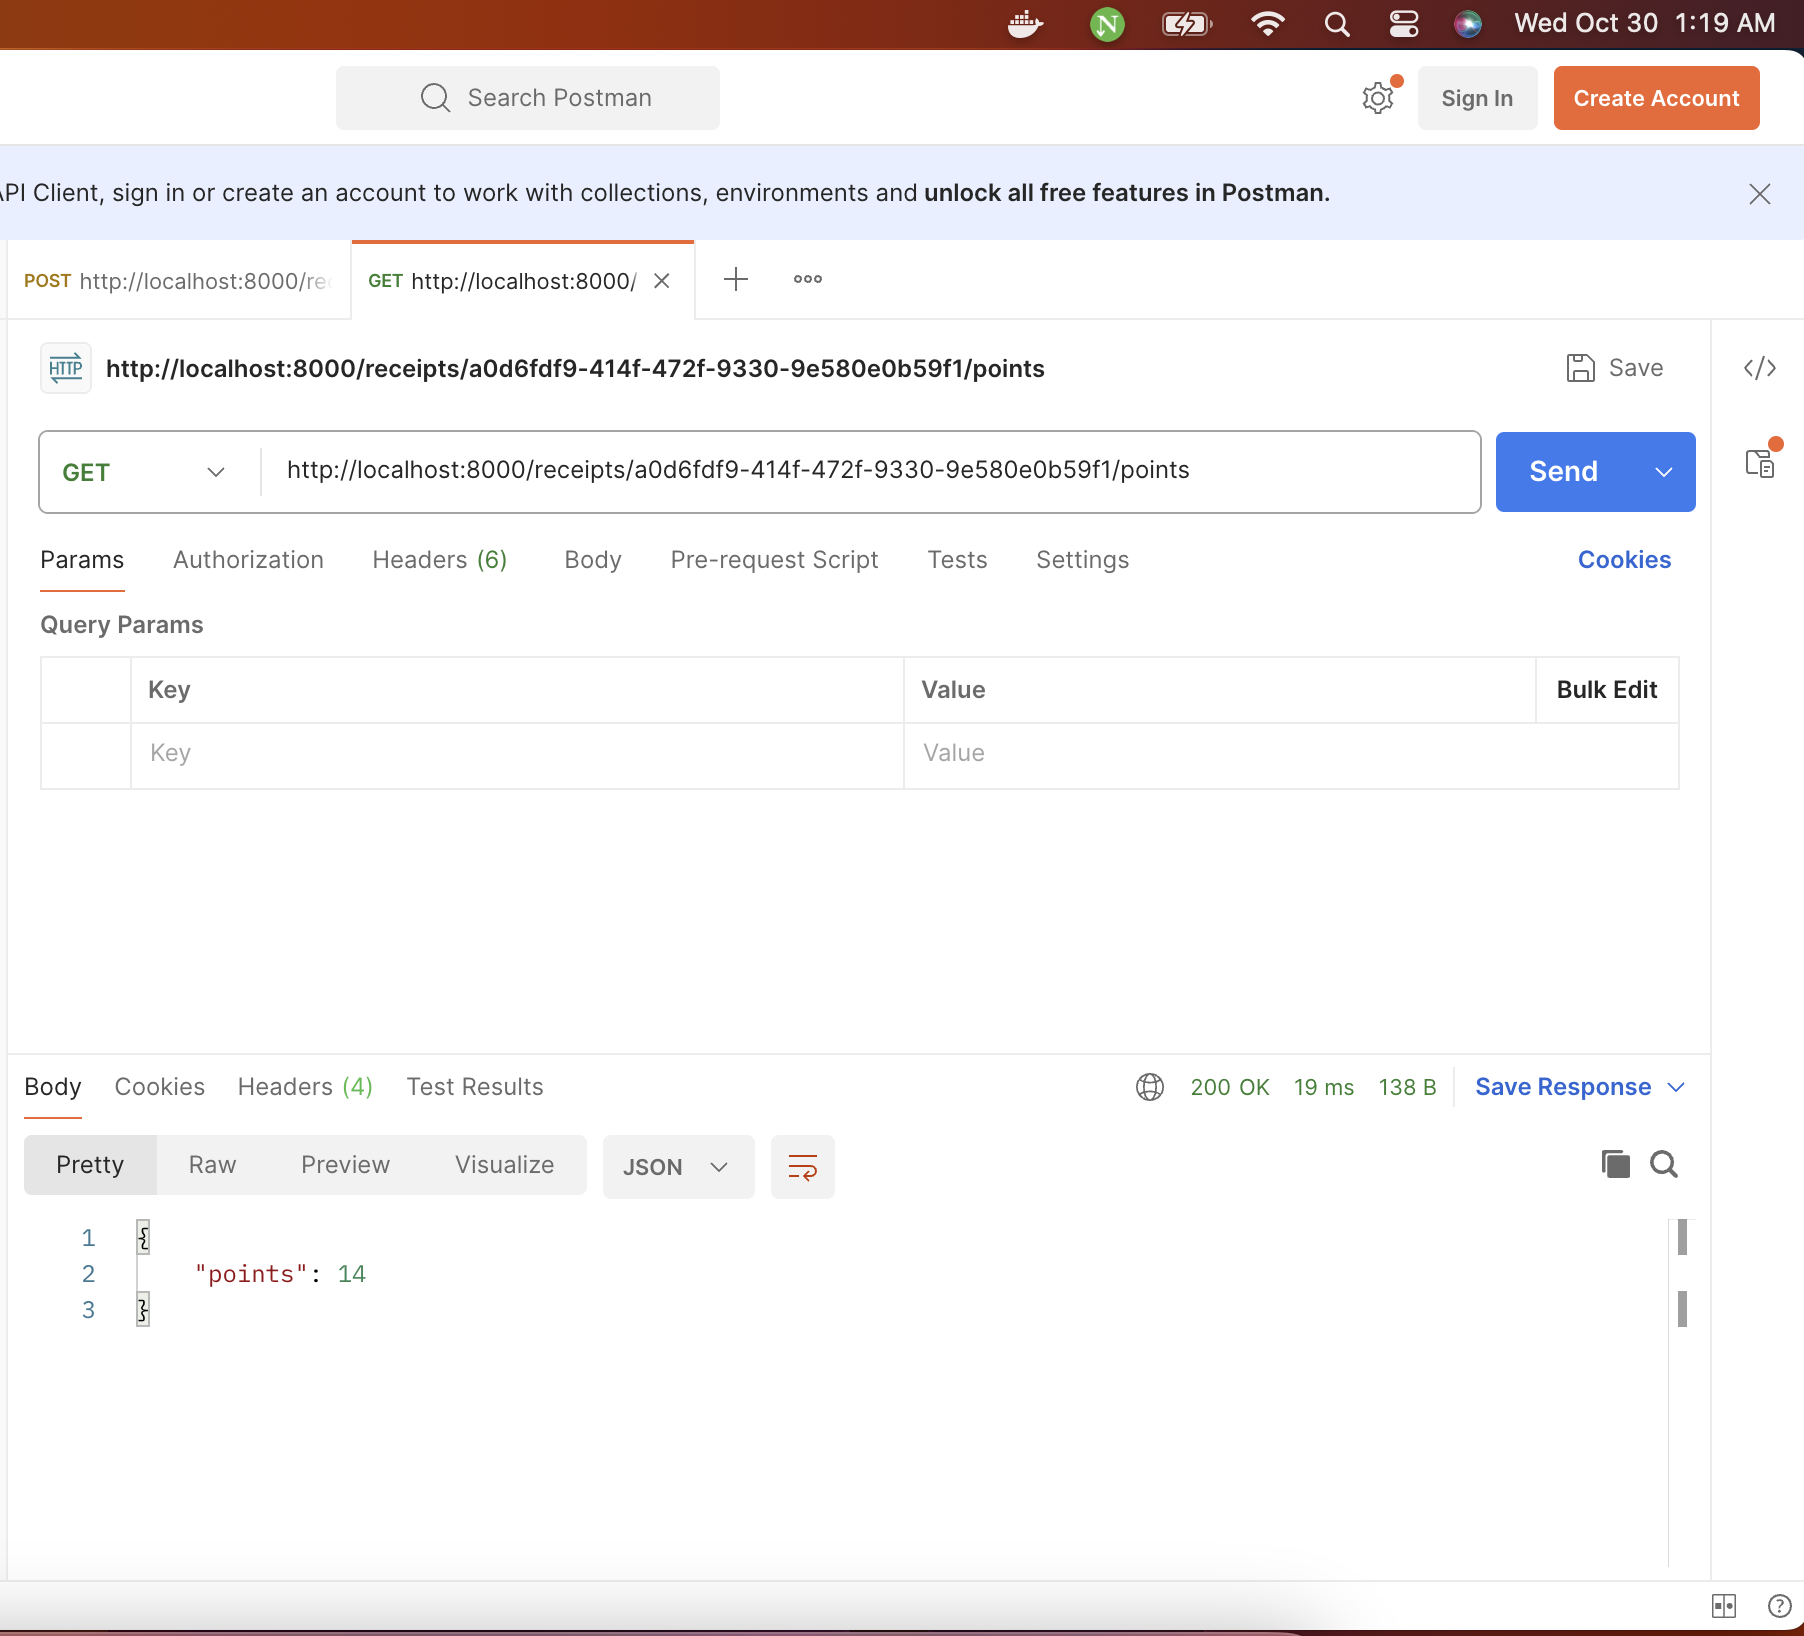 Wed Oct 30 1:19 AM
Search Postman
Sign In
Create Account
API Client, sign in or create an account to work with collections, environments and unlock all free features in Postman.
POST http://localhost:8000/rec
GET http://localhost:8000/
HTTP http://localhost:8000/receipts/a0d6fdf9-414f-472f-9330-9e580e0b59f1/points
Save
GET http://localhost:8000/receipts/a0d6fdf9-414f-472f-9330-9e580e0b59f1/points
Send
Params Authorization Headers (6) Body Pre-request Script Tests Settings Cookies
Query Params
Key Value Bulk Edit
Key Value
Body Cookies Headers (4) Test Results 200 OK 19 ms 138 B Save Response
Pretty Raw Preview Visualize JSON
1 {
2 "points": 14
3 }